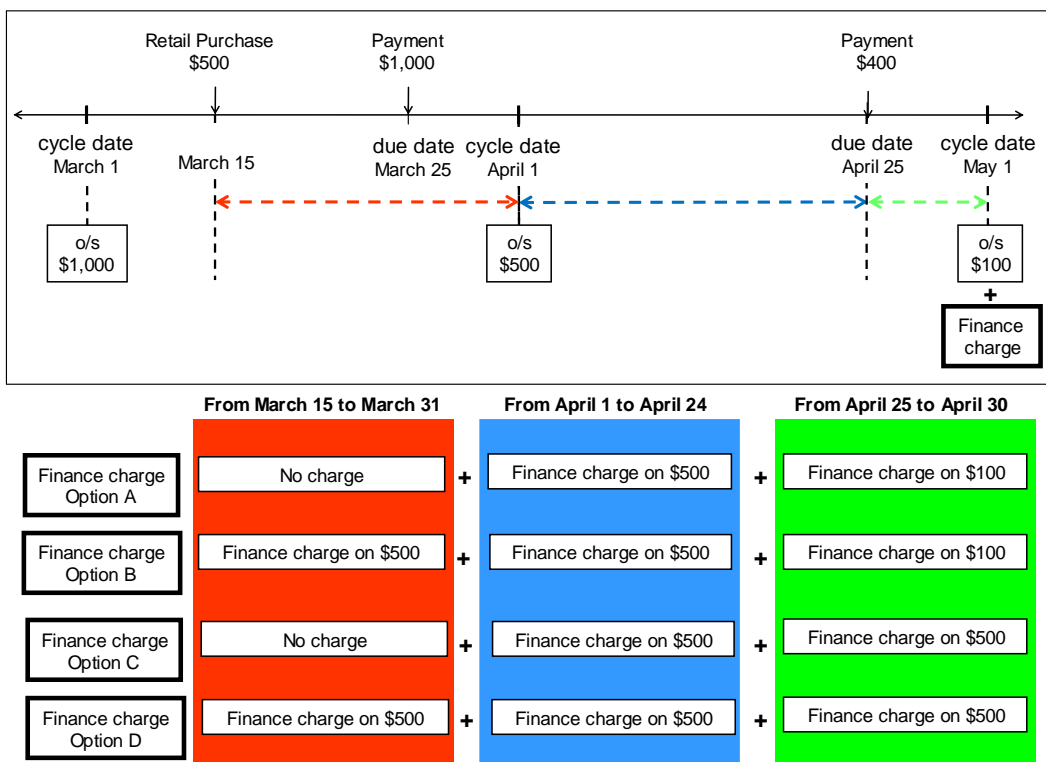 Retail Purchase
$500
Payment
$1,000
Payment
$400
cycle date
March 1
March 15
due date
March 25
cycle date
April 1
due date
April 25
cycle date
May 1
o/s
$1,000
o/s
$500
o/s
$100
+
Finance
charge
From March 15 to March 31
From April 1 to April 24
From April 25 to April 30
Finance charge
Option A
No charge
+
Finance charge on $500
+
Finance charge on $100
Finance charge
Option B
Finance charge on $500
+
Finance charge on $500
+
Finance charge on $100
Finance charge
Option C
No charge
+
Finance charge on $500
+
Finance charge on $500
Finance charge
Option D
Finance charge on $500
+
Finance charge on $500
+
Finance charge on $500